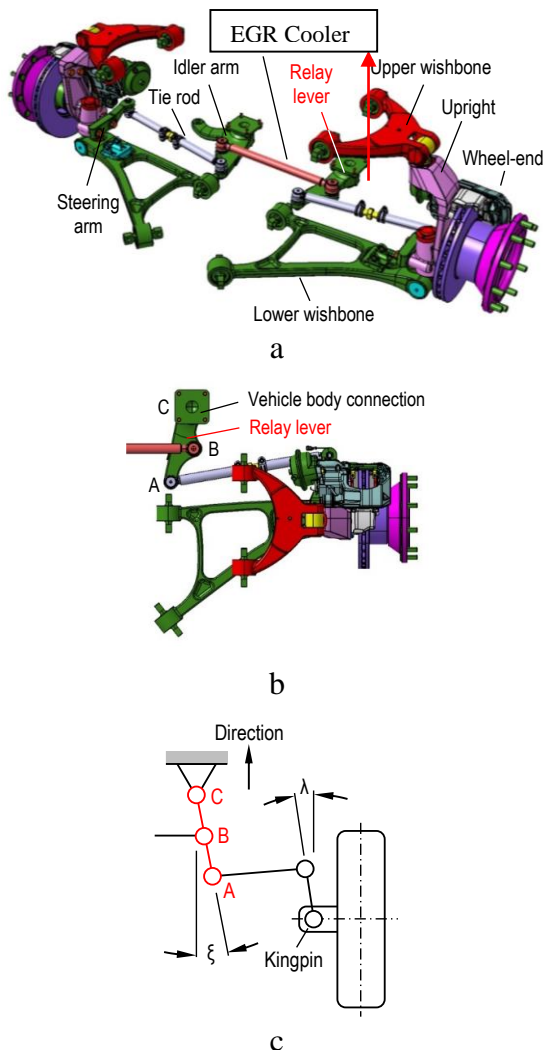 EGR Cooler
Idler arm
Relay
lever
Upper wishbone
Tie rod
Upright
Wheel-end
Steering
arm
Lower wishbone
a
C
Vehicle body connection
Relay lever
B
A
b
Direction
λ
C
B
A
ξ
Kingpin
c